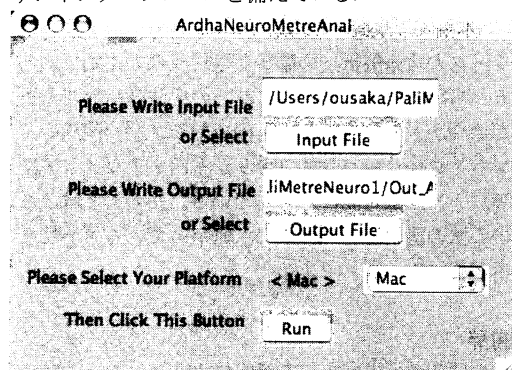 ArdhaNeuroMetreAnal
Please Write Input File /Users/ousaka/PaliM
or Select Input File
Please Write Output File liMetreNeuro1/Out_A
or Select Output File
Please Select Your Platform < Mac > Mac
Then Click This Button Run